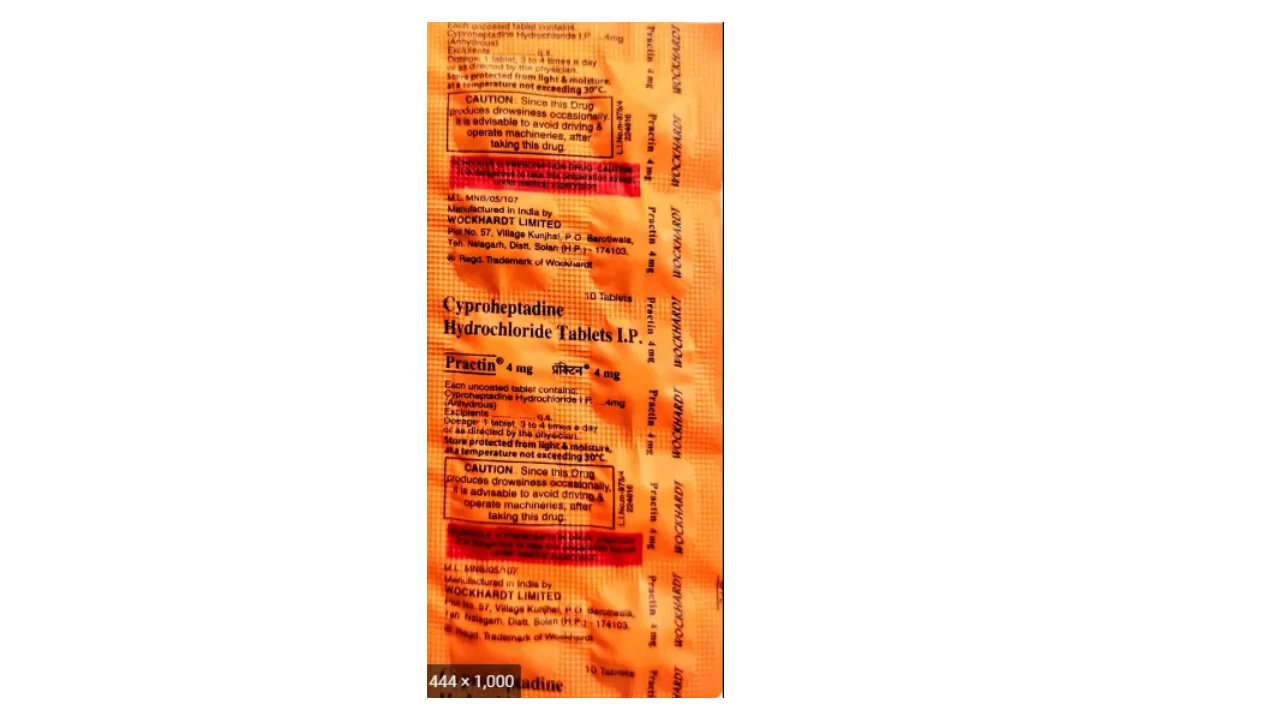 Each uncoated tablet contains:
Cyproheptadine Hydrochloride I.P. ...4mg
(Anhydrous)
Excipients ............... q.s.
Dosage: 1 tablet, 3 to 4 times a day
or as directed by the physician.
Store protected from light & moisture,
at a temperature not exceeding 30°C.
CAUTION : Since this Drug
produces drowsiness occasionally,
it is advisable to avoid driving &
operate machineries, after
taking this drug.
224916
M.L. MNB/05/107
Manufactured in India by
WOCKHARDT LIMITED
Plot No. 57, Village Kunjhal, P.O. Barotiwala,
Teh. Nalagarh, Distt. Solan (H.P.) - 174103.
® Regd. Trademark of Wockhardt
10 Tablets
Cyproheptadine
Hydrochloride Tablets I.P.
Practin® 4 mg प्रॅक्टिन® 4 mg
Each uncoated tablet contains:
Cyproheptadine Hydrochloride I.P. ...4mg
(Anhydrous)
Excipients ............... q.s.
Dosage: 1 tablet, 3 to 4 times a day
or as directed by the physician.
Store protected from light & moisture,
at a temperature not exceeding 30°C.
CAUTION : Since this Drug
produces drowsiness occasionally,
it is advisable to avoid driving &
operate machineries, after
taking this drug.
224916
M.L. MNB/05/107
Manufactured in India by
WOCKHARDT LIMITED
Plot No. 57, Village Kunjhal, P.O. Barotiwala,
Teh. Nalagarh, Distt. Solan (H.P.) - 174103.
® Regd. Trademark of Wockhardt
10 Tablets
Practin 4 mg WOCKHARDT
Practin 4 mg WOCKHARDT
Practin 4 mg WOCKHARDT
Practin 4 mg WOCKHARDT
Practin 4 mg WOCKHARDT
Practin 4 mg WOCKHARDT
Practin 4 mg WOCKHARDT
444 × 1,000